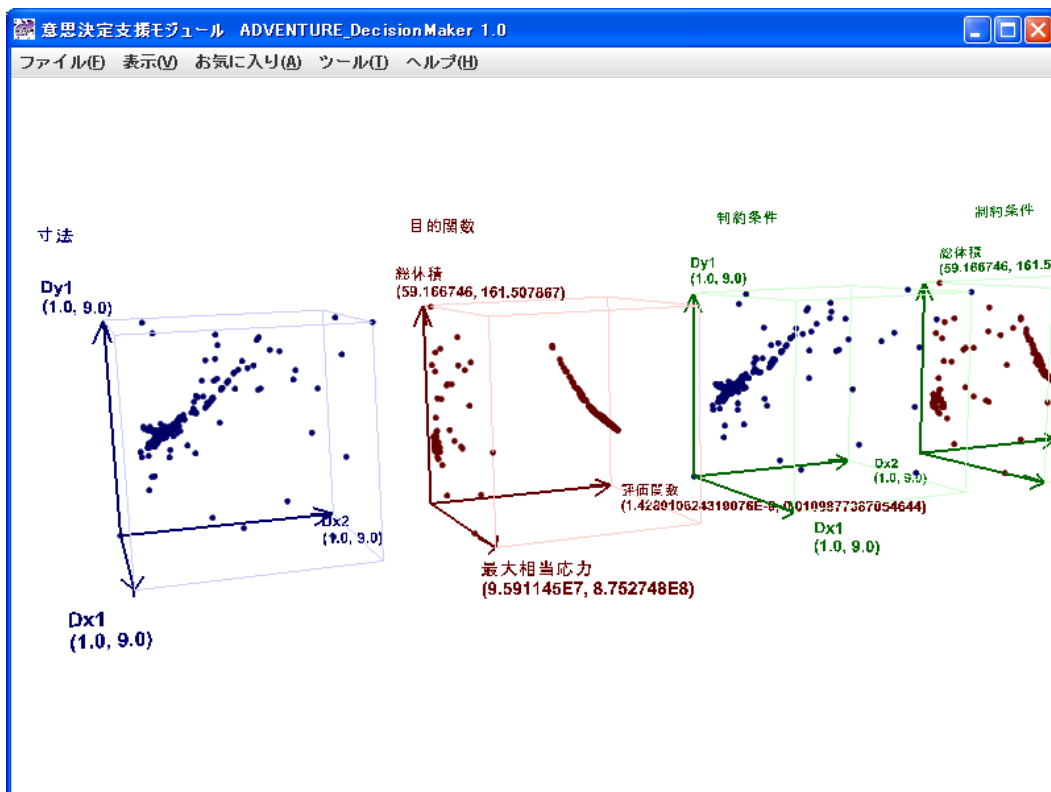 意思決定支援モジュール ADVENTURE_DecisionMaker 1.0
ファイル(F) 表示(V) お気に入り(A) ツール(T) ヘルプ(H)
寸法
Dy1
(1.0, 9.0)
Dx2
(1.0, 9.0)
Dx1
(1.0, 9.0)
目的関数
総体積
(59.166746, 161.507867)
評価関数
最大相当応力
(9.591145E7, 8.752748E8)
制約条件
Dy1
(1.0, 9.0)
Dx2
(1.0, 9.0)
Dx1
(1.0, 9.0)
制約条件
総体積
(59.166746, 161.5